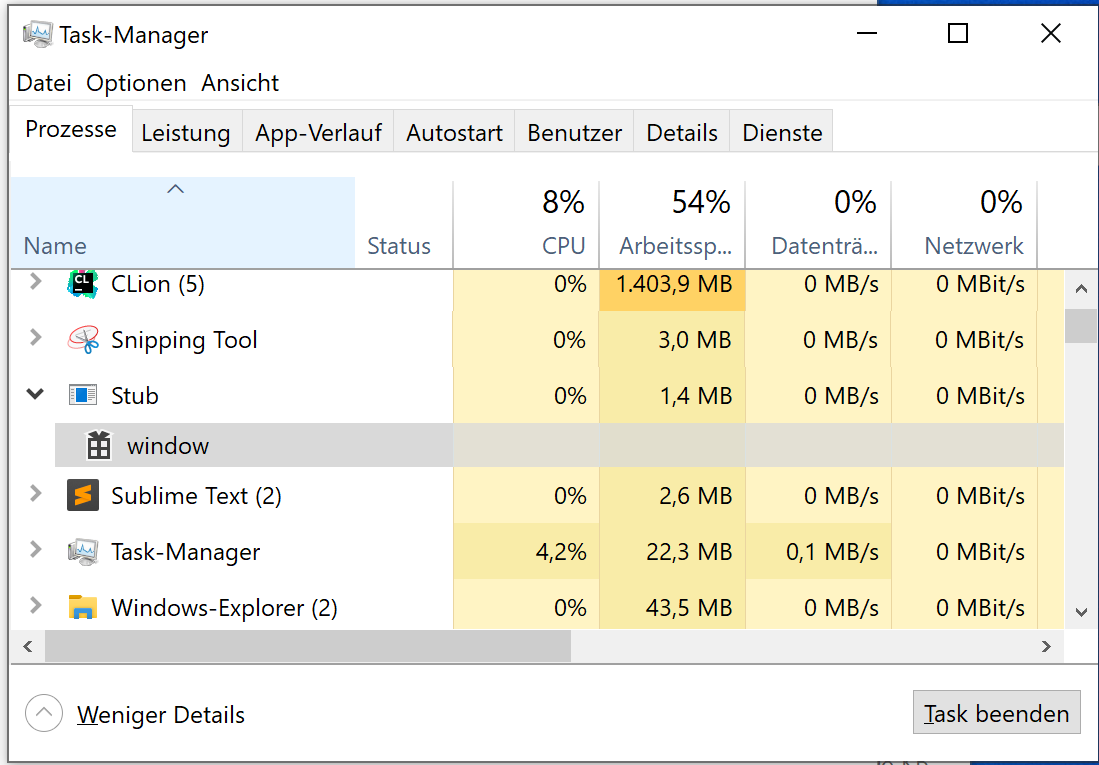 Task-Manager
Datei Optionen Ansicht
Prozesse Leistung App-Verlauf Autostart Benutzer Details Dienste
8% 54% 0% 0%
Name Status CPU Arbeitssp... Datenträ... Netzwerk
CLion (5) 0% 1.403,9 MB 0 MB/s 0 MBit/s
Snipping Tool 0% 3,0 MB 0 MB/s 0 MBit/s
Stub 0% 1,4 MB 0 MB/s 0 MBit/s
window
Sublime Text (2) 0% 2,6 MB 0 MB/s 0 MBit/s
Task-Manager 4,2% 22,3 MB 0,1 MB/s 0 MBit/s
Windows-Explorer (2) 0% 43,5 MB 0 MB/s 0 MBit/s
Weniger Details Task beenden